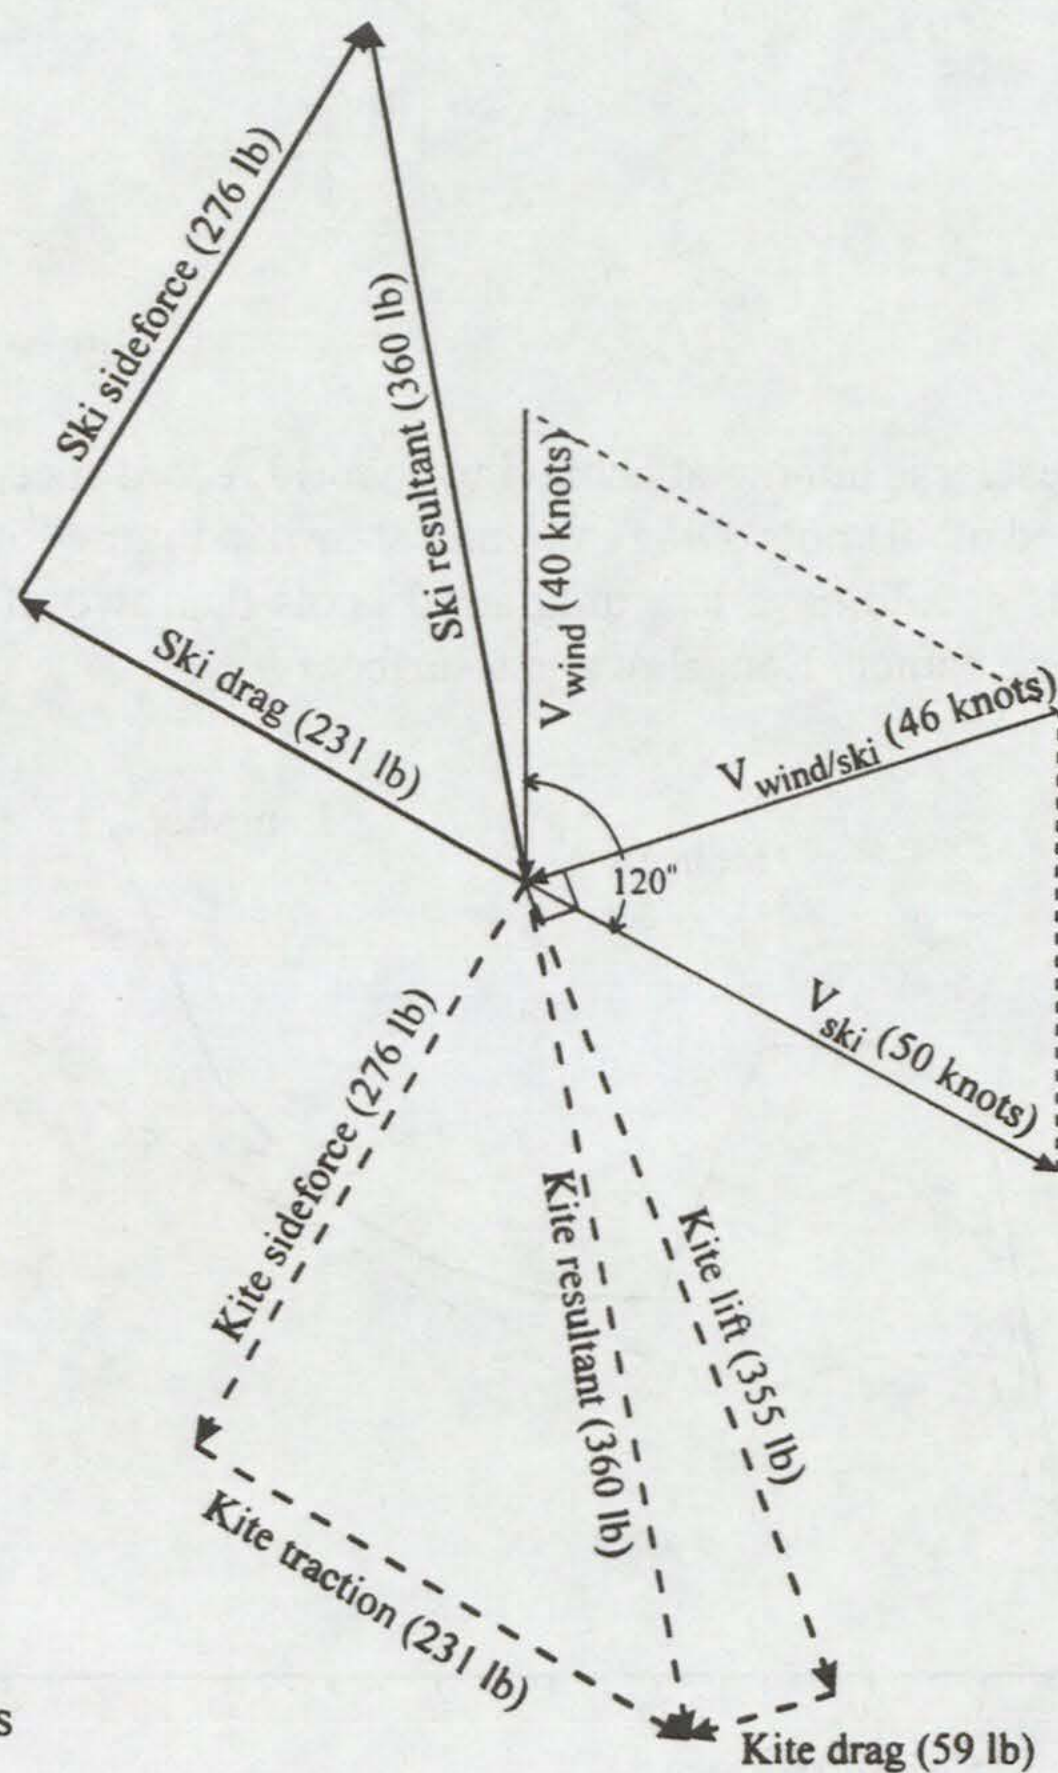 Ski sideforce (276 lb)
Ski resultant (360 lb)
V wind (40 knots)
Ski drag (231 lb)
V wind/ski (46 knots)
120"
V ski (50 knots)
Kite sideforce (276 lb)
Kite resultant (360 lb)
Kite lift (355 lb)
Kite traction (231 lb)
s
Kite drag (59 lb)